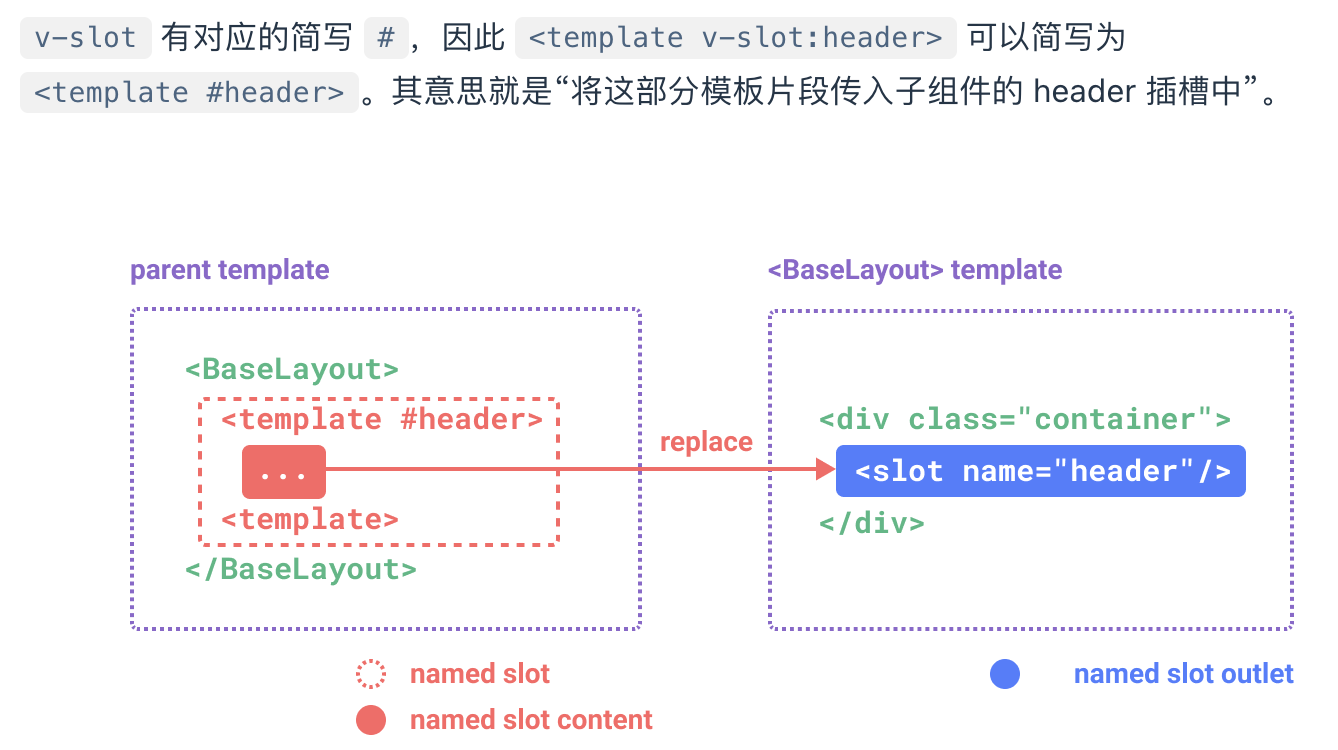 v-slot 有对应的简写 #，因此 <template v-slot:header> 可以简写为
<template #header>。其意思就是“将这部分模板片段传入子组件的 header 插槽中”。
parent template
<BaseLayout> template
<BaseLayout>
<template #header>
...
<template>
</BaseLayout>
replace
<div class="container">
<slot name="header"/>
</div>
named slot
named slot content
named slot outlet